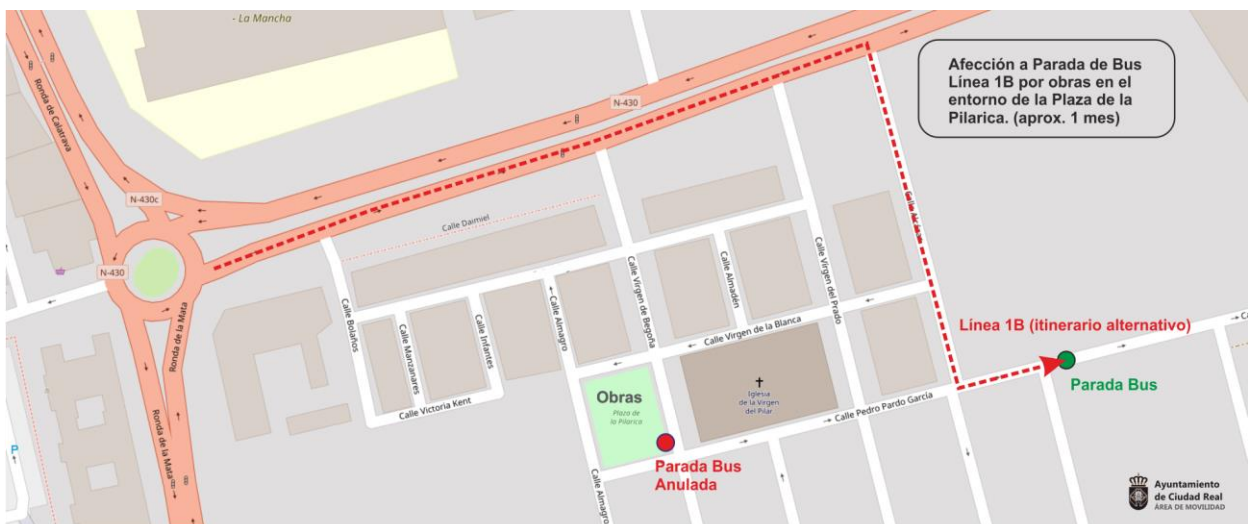 - La Mancha
Ronda de Calatrava
N-430
N-430c
N-430
Afección a Parada de Bus
Línea 1B por obras en el
entorno de la Plaza de la
Pilarica. (aprox. 1 mes)
Calle Daimiel
Calle Alcázar
Ronda de la Mata
Ronda de la Mata
Calle Bolaños
Calle Manzanares
Calle Infantes
Calle Almagro
Calle Virgen de Begoña
Calle Almadén
Calle Virgen del Prado
Calle Virgen de la Blanca
Línea 1B (itinerario alternativo)
Parada Bus
Calle Victoria Kent
Obras
Plaza de
la Pilarica
Iglesia
de la Virgen
del Pilar
Calle Pedro Pardo García
Parada Bus
Anulada
Calle Almagro
P
Ayuntamiento
de Ciudad Real
ÁREA DE MOVILIDAD